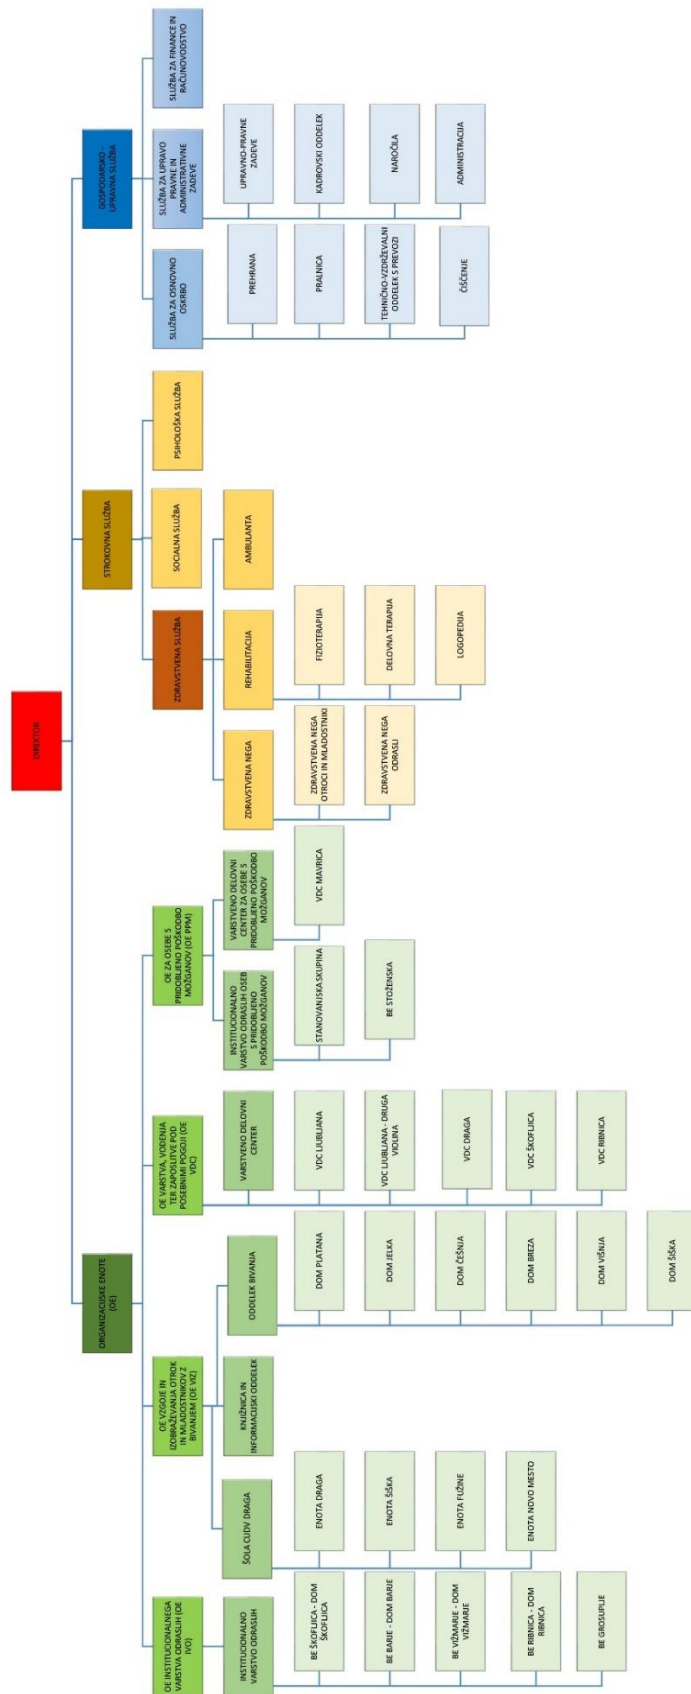 DIREKTOR
ORGANIZACIJSKE ENOTE
(OE)
STROKOVNA SLUŽBA
GOSPODARSKO -
UPRAVNA SLUŽBA
OE INSTITUCIONALNEGA
VARSTVA ODRASLIH (OE
IVO)
OE VZGOJE IN
IZOBRAŽEVANJA OTROK
IN MLADOSTNIKOV Z
BIVANJEM (OE VIZ)
OE VARSTVA, VODENJA
TER ZAPOSLITVE POD
POSEBNIMI POGOJI (OE
VDC)
OE ZA OSEBE S
PRIDOBLJENO POŠKODBO
MOŽGANOV (OE PPM)
ZDRAVSTVENA SLUŽBA
SOCIALNA SLUŽBA
PSIHOLOŠKA SLUŽBA
SLUŽBA ZA OSNOVNO
OSKRBO
SLUŽBA ZA UPRAVO
PRAVNE IN
ADMINISTRATIVNE
ZADEVE
SLUŽBA ZA FINANCE IN
RAČUNOVODSTVO
INSTITUCIONALNO
VARSTVO ODRASLIH
BE ŠKOFLJICA - DOM
ŠKOFLJICA
BE BARJE - DOM BARJE
BE VIŽMARJE - DOM
VIŽMARJE
BE RIBNICA - DOM
RIBNICA
BE GROSUPLJE
ŠOLA CUDV DRAGA
ENOTA DRAGA
ENOTA ŠIŠKA
ENOTA FUŽINE
ENOTA NOVO MESTO
KNJIŽNICA IN
INFORMACIJSKI ODDELEK
ODDELEK BIVANJA
DOM PLATANA
DOM JELKA
DOM ČEŠNJA
DOM BREZA
DOM VIŠNJA
DOM ŠIŠKA
VARSTVENO DELOVNI
CENTER
VDC LJUBLJANA
VDC LJUBLJANA - DRUGA
VIOLINA
VDC DRAGA
VDC ŠKOFLJICA
VDC RIBNICA
INSTITUCIONALNO
VARSTVO ODRASLIH OSEB
S PRIDOBLJENO
POŠKODBO MOŽGANOV
STANOVANJSKA SKUPINA
BE STOŽENSKA
VARSTVENO DELOVNI
CENTER ZA OSEBE S
PRIDOBLJENO POŠKODBO
MOŽGANOV
VDC MAVRICA
ZDRAVSTVENA NEGA
ZDRAVSTVENA NEGA
OTROCI IN MLADOSTNIKI
ZDRAVSTVENA NEGA
ODRASLI
REHABILITACIJA
FIZIOTERAPIJA
DELOVNA TERAPIJA
LOGOPEDIJA
AMBULANTA
PREHRANA
PRALNICA
TEHNIČNO-VZDRŽEVALNI
ODDELEK S PREVOZI
ČIŠČENJE
UPRAVNO-PRAVNE
ZADEVE
KADROVSKI ODDELEK
NAROČILA
ADMINISTRACIJA